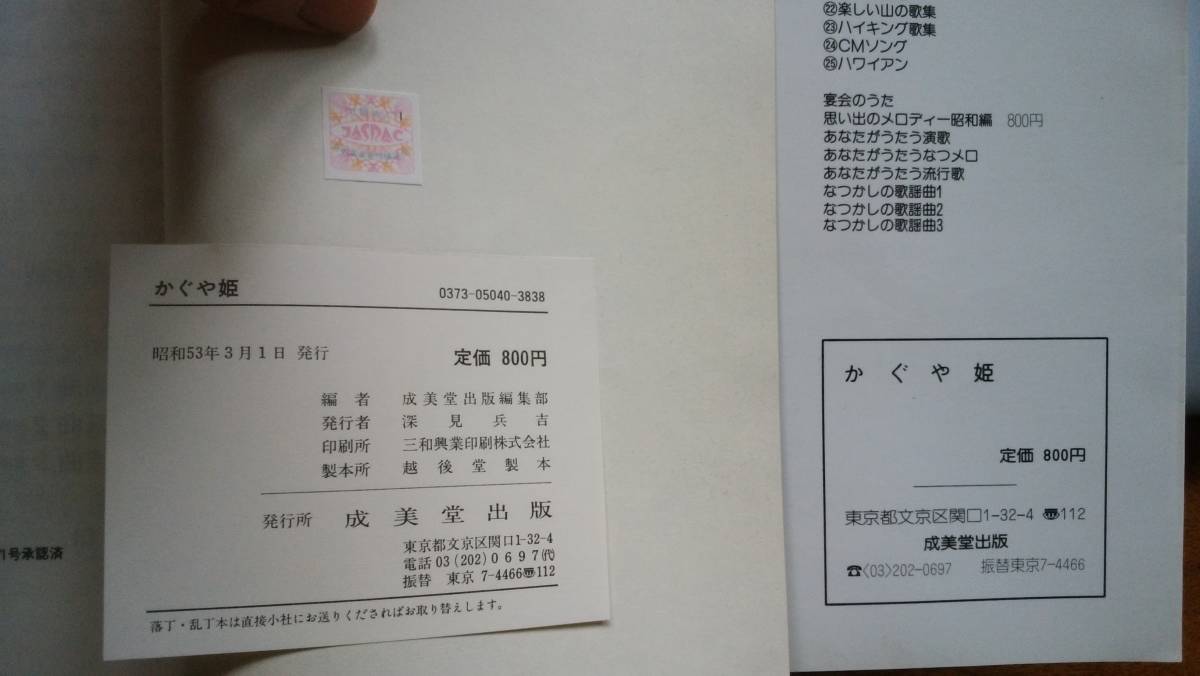 JASRAC
かぐや姫
0373-05040-3838
昭和53年3月1日 発行
定価 800円
編者 成美堂出版編集部
発行者 深見兵吉
印刷所 三和興業印刷株式会社
製本所 越後堂製本
発行所 成美堂出版
東京都文京区関口1-32-4
電話 03(202)0697(代)
振替 東京 7-4466〠112
落丁・乱丁本は直接小社にお送りくださればお取り替えします。
号承認済
㉒楽しい山の歌集
㉓ハイキング歌集
㉔CMソング
㉕ハワイアン
宴会のうた
思い出のメロディー昭和編 800円
あなたがうたう演歌
あなたがうたうなつメロ
あなたがうたう流行歌
なつかしの歌謡曲1
なつかしの歌謡曲2
なつかしの歌謡曲3
かぐや姫
定価 800円
東京都文京区関口1-32-4 〠112
成美堂出版
☎(03)202-0697 振替東京7-4466